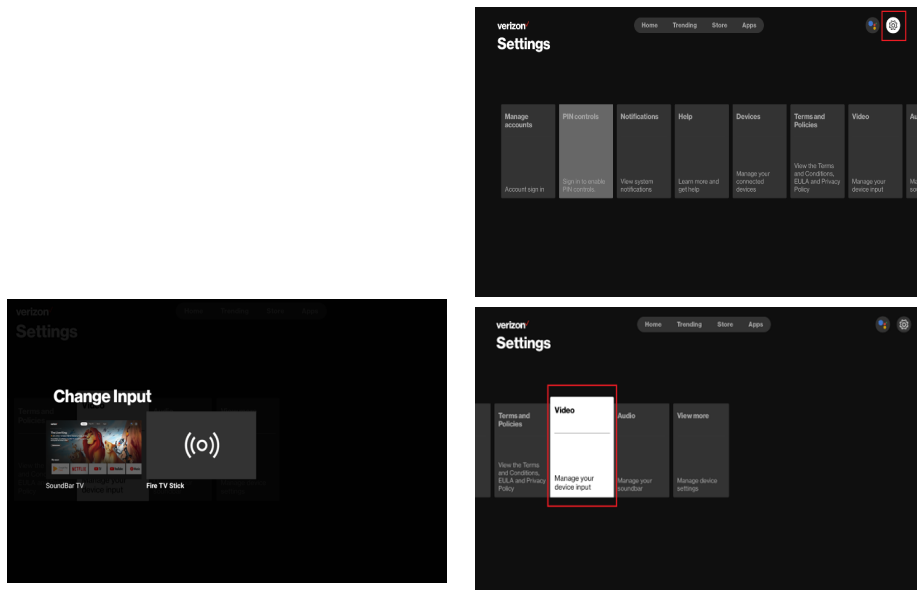 verizon
Home Trending Store Apps
Settings
Manage accounts
Account sign in
PIN controls
Sign in to enable PIN controls.
Notifications
View system notifications
Help
Learn more and get help
Devices
Manage your connected devices
Terms and Policies
View the Terms and Conditions, EULA and Privacy Policy
Video
Manage your device input
verizon
Settings
Change Input
SoundBar TV
Fire TV Stick
verizon
Home Trending Store Apps
Settings
Terms and Policies
View the Terms and Conditions, EULA and Privacy Policy
Video
Manage your device input
Audio
Manage your soundbar
View more
Manage device settings